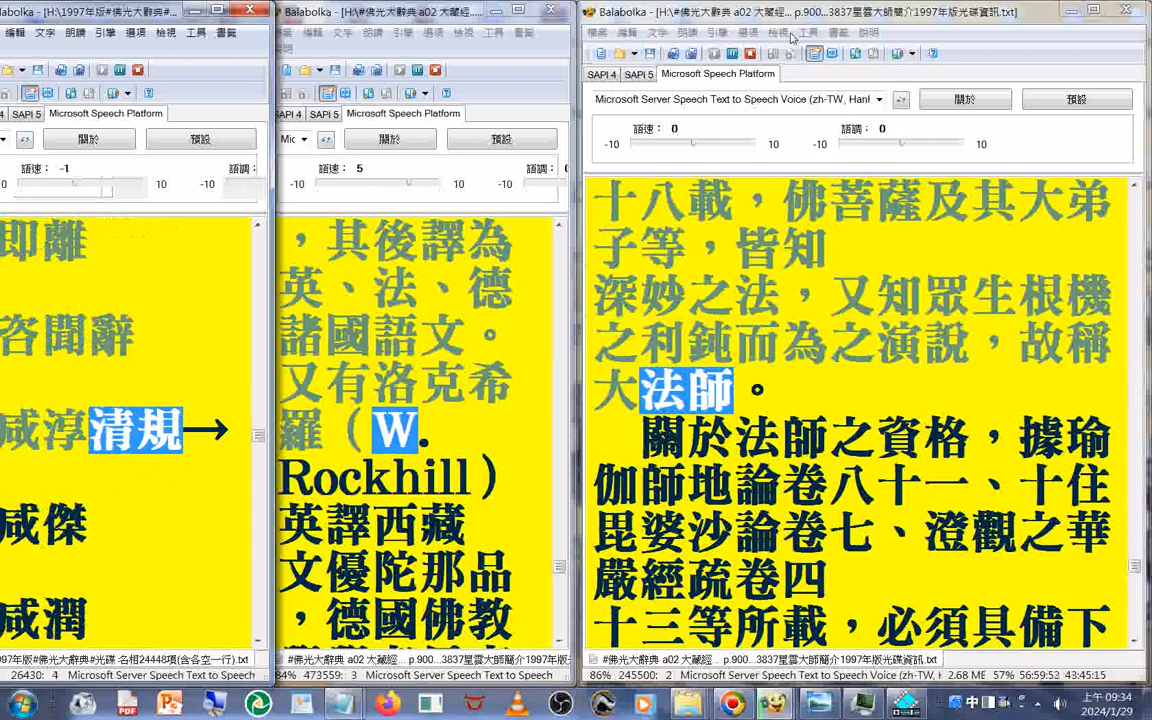 H:\1997年版#佛光大辭典#...
Balabolka - [H:\#佛光大辭典 a02 大藏經...
Balabolka - [H:\#佛光大辭典 a02 大藏經... p.900...3837星雲大師簡介1997年版光碟資訊.txt]
編輯 文字 朗讀 引擎 選項 檢視 工具 書籤
檔案 編輯 文字 朗讀 引擎 選項 檢視 工具 書籤 說明
SAPI 5 Microsoft Speech Platform
SAPI 5 Microsoft Speech Platform
SAPI 4 SAPI 5 Microsoft Speech Platform
Microsoft Server Speech Text to Speech Voice (zh-TW, Hanl
關於 預設
關於 預設
關於 預設
語速： -1 語調：
10 -10
語速： 5 語調：
-10 10 -10
語速： 0 語調： 0
-10 10 -10 10
即離
咨聞辭
咸淳清規→
咸傑
咸潤
，其後譯為
英、法、德
諸國語文。
又有洛克希
羅（W.
Rockhill）
英譯西藏
文優陀那品
，德國佛教
十八載，佛菩薩及其大弟
子等，皆知
深妙之法，又知眾生根機
之利鈍而為之演說，故稱
大法師。
關於法師之資格，據瑜
伽師地論卷八十一、十住
毘婆沙論卷七、澄觀之華
嚴經疏卷四
十三等所載，必須具備下
97年版#佛光大辭典#光碟 名相24448項(含各空一行).txt
#佛光大辭典 a02 大藏經... p.900...3837星雲大師簡介1997年版光碟資訊.txt
26430: 4 Microsoft Server Speech Text to Speech
84% 473559: 3 Microsoft Server Speech
#佛光大辭典 a02 大藏經... p.900...3837星雲大師簡介1997年版光碟資訊.txt
86% 245500: 2 Microsoft Server Speech Text to Speech Voice (zh-TW, 2.68 MB 57% 56:59:53 43:45:15
上午 09:34
2024/1/29